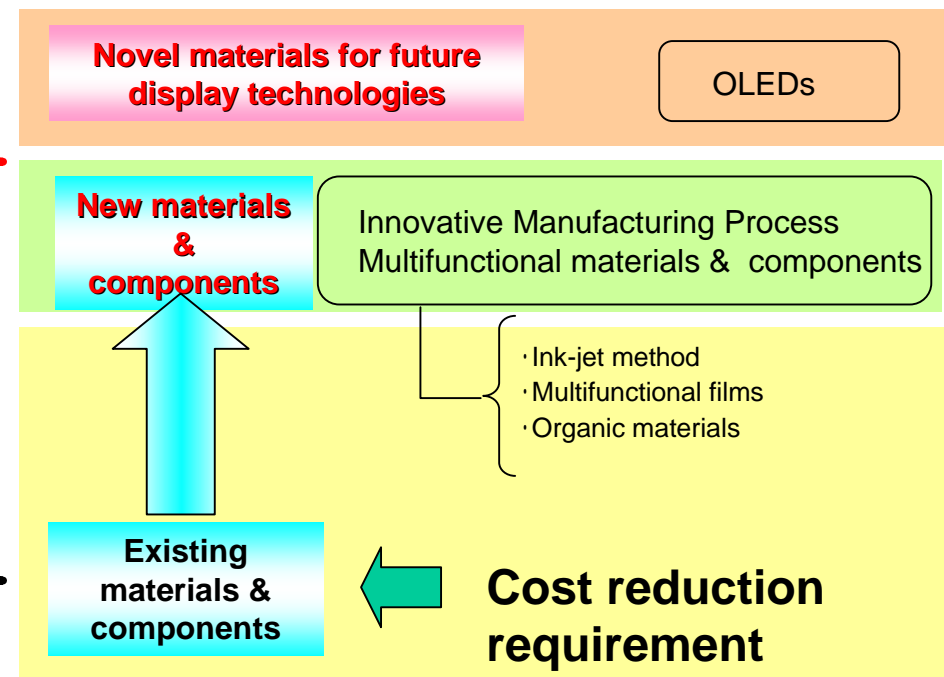 Novel materials for future
display technologies
OLEDs
New materials
&
components
Innovative Manufacturing Process
Multifunctional materials & components
·Ink-jet method
·Multifunctional films
·Organic materials
Existing
materials &
components
Cost reduction
requirement